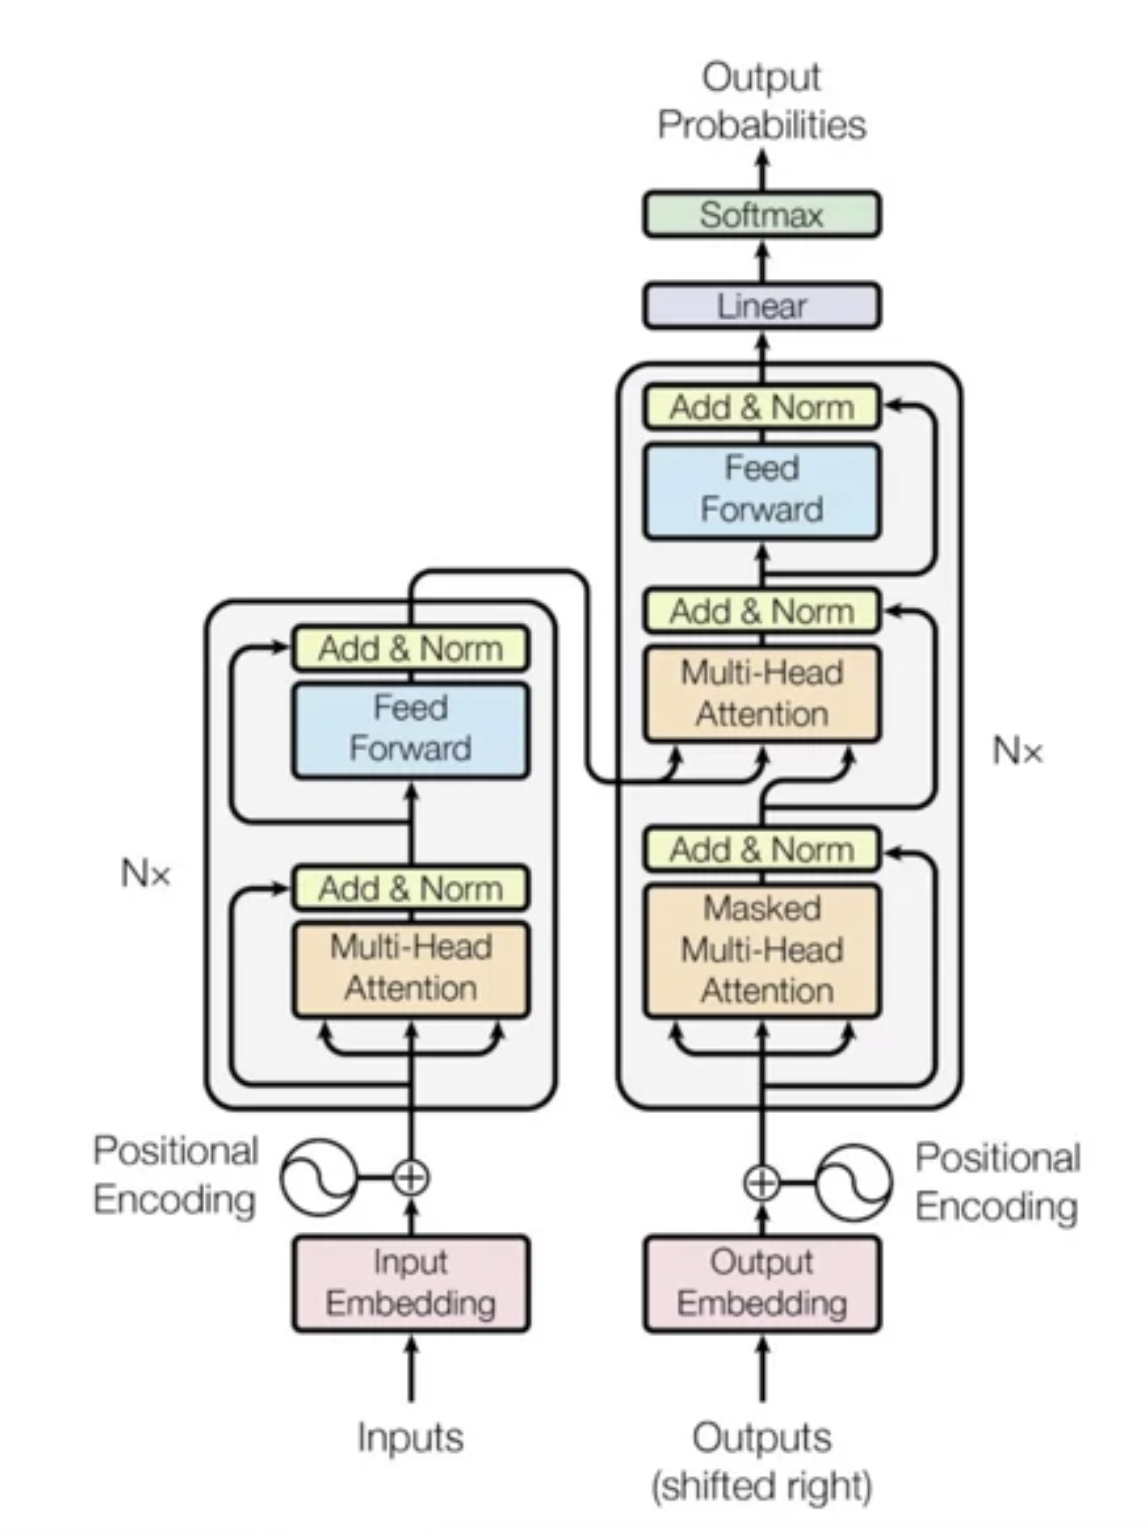 Output
Probabilities
Softmax
Linear
Add & Norm
Feed
Forward
Add & Norm
Multi-Head
Attention
Nx
Add & Norm
Masked
Multi-Head
Attention
Add & Norm
Feed
Forward
Nx
Add & Norm
Multi-Head
Attention
Positional
Encoding
Positional
Encoding
Input
Embedding
Output
Embedding
Inputs
Outputs
(shifted right)